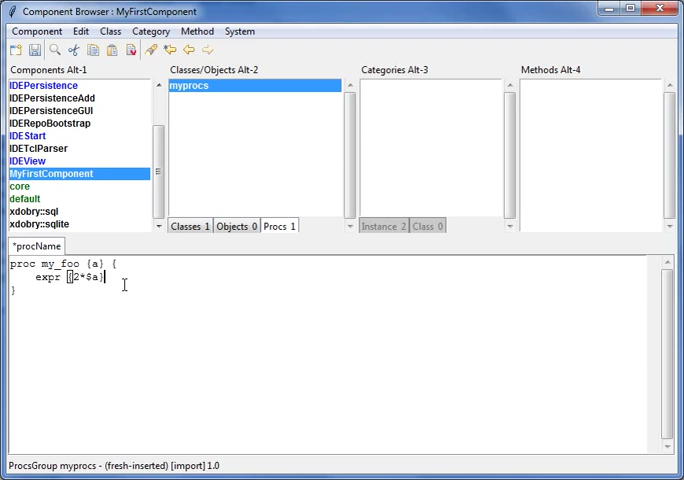 Component Browser : MyFirstComponent
Component Edit Class Category Method System
Components Alt-1
Classes/Objects Alt-2
Categories Alt-3
Methods Alt-4
IDEPersistence
IDEPersistenceAdd
IDEPersistenceGUI
IDERepoBootstrap
IDEStart
IDETclParser
IDEView
MyFirstComponent
core
default
xdobry::sql
xdobry::sqlite
myprocs
Classes 1 Objects 0 Procs 1
Instance 2 Class 0
*procName
proc my_foo {a} {
expr {2*$a}
}
ProcsGroup myprocs - (fresh-inserted) [import] 1.0